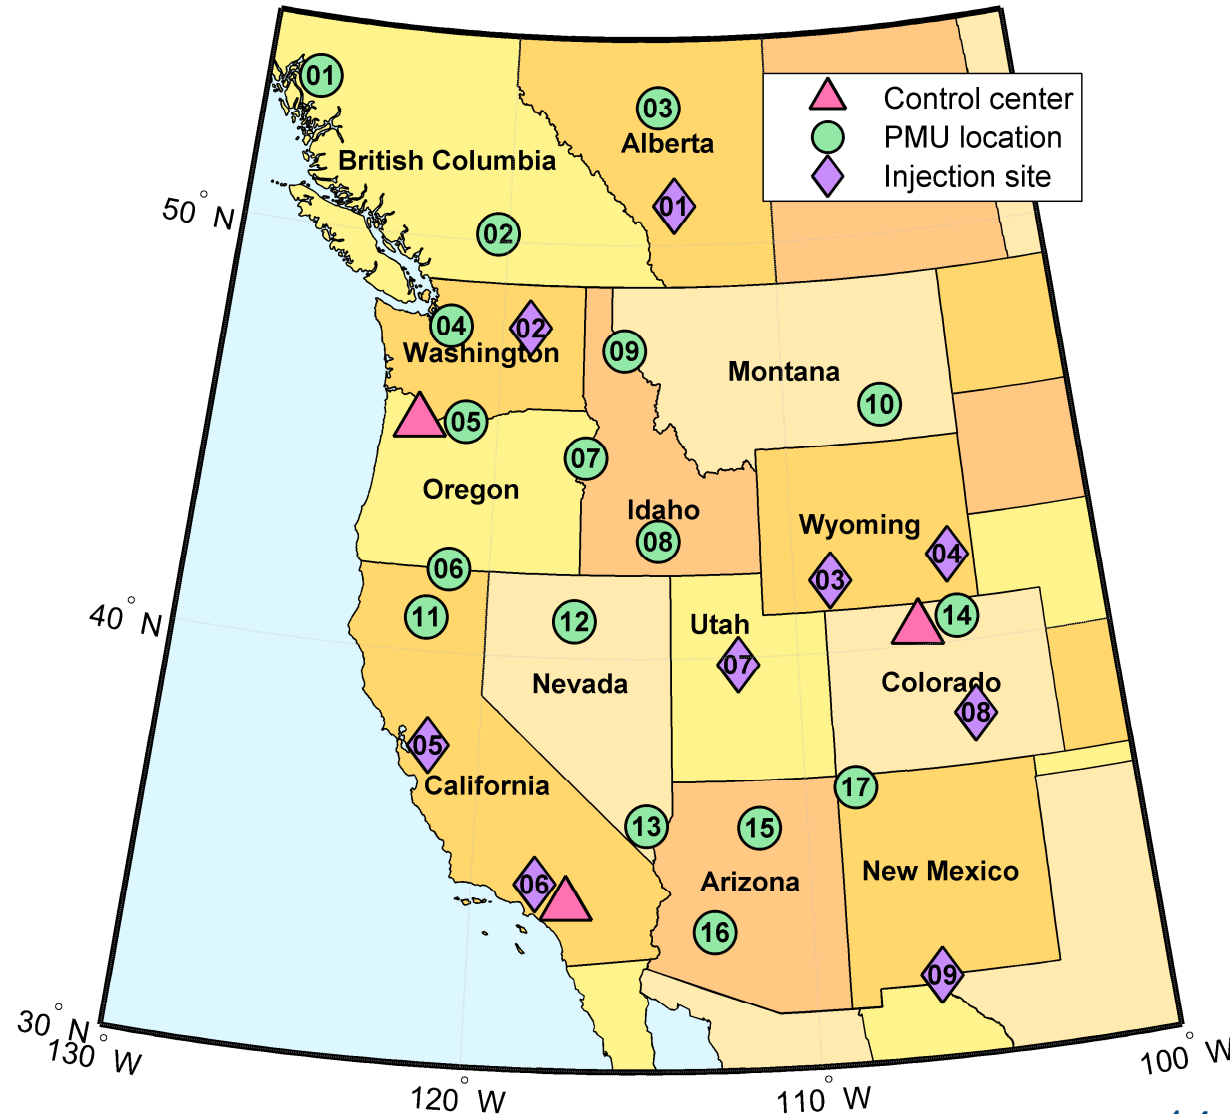 01
03
Alberta
Control center
PMU location
Injection site
British Columbia
01
50° N
02
04
02
Washington
09
Montana
10
05
07
Oregon
Idaho
08
Wyoming
04
03
06
11
12
Utah
14
40° N
07
Nevada
Colorado
08
05
California
17
13
15
Arizona
New Mexico
06
16
09
30° N
130° W
120° W
110° W
100° W